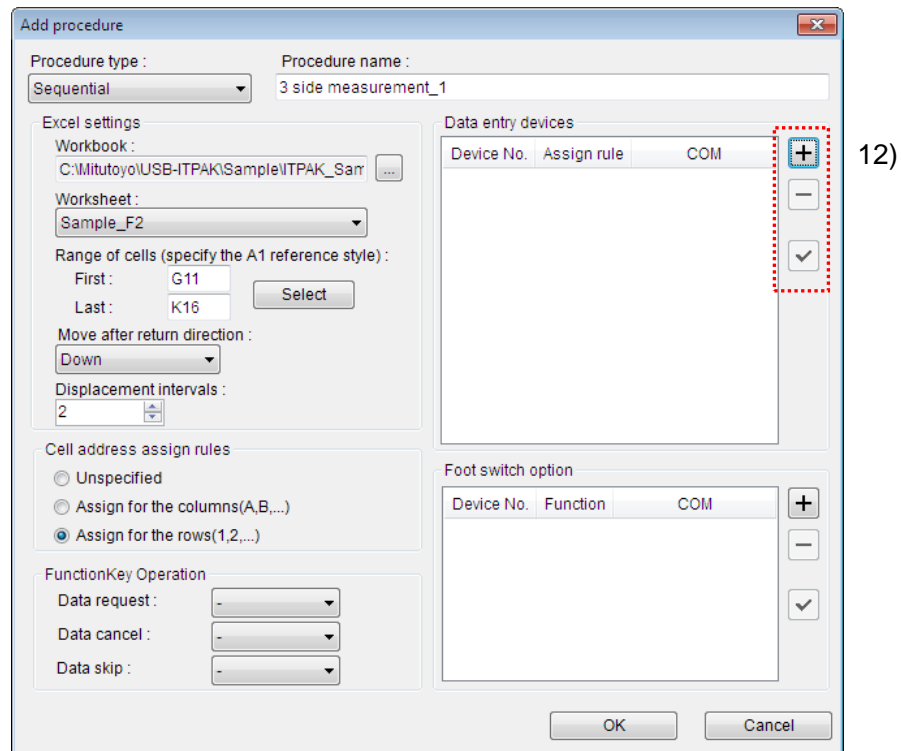 Add procedure
Procedure type :
Procedure name :
Sequential
3 side measurement_1
Excel settings
Workbook :
C:\Mitutoyo\USB-ITPAK\Sample\ITPAK_Sam
...
Worksheet :
Sample_F2
Range of cells (specify the A1 reference style) :
First :
G11
Last :
K16
Select
Move after return direction :
Down
Displacement intervals :
2
Cell address assign rules
Unspecified
Assign for the columns(A,B,...)
Assign for the rows(1,2,...)
FunctionKey Operation
Data request :
-
Data cancel :
-
Data skip :
-
Data entry devices
Device No. Assign rule COM
12)
Foot switch option
Device No. Function COM
OK
Cancel